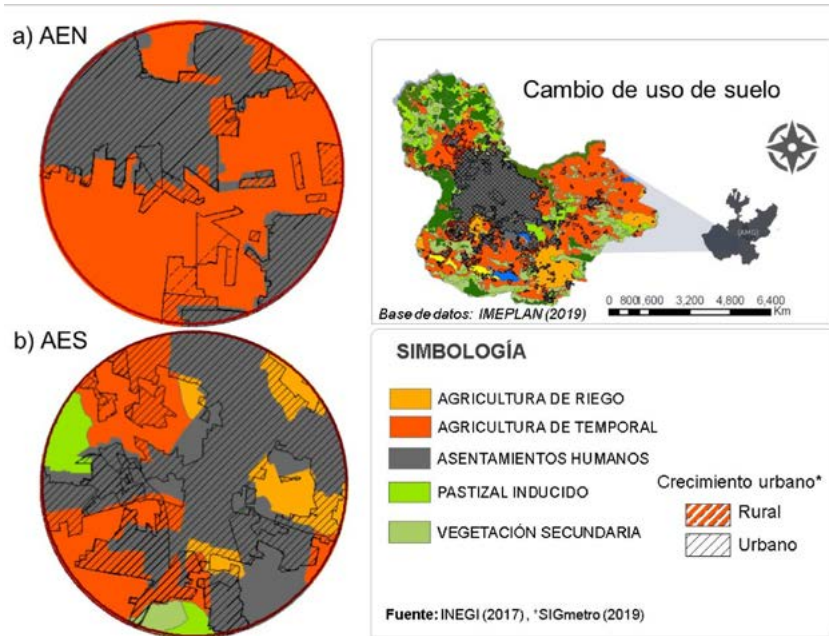 a) AEN
Cambio de uso de suelo
(AMG)
Base de datos: IMEPLAN (2019)
0 800 1,600 3,200 4,800 6,400
Km
b) AES
SIMBOLOGÍA
AGRICULTURA DE RIEGO
AGRICULTURA DE TEMPORAL
ASENTAMIENTOS HUMANOS
PASTIZAL INDUCIDO
VEGETACIÓN SECUNDARIA
Crecimiento urbano*
Rural
Urbano
Fuente: INEGI (2017), *SIGmetro (2019)